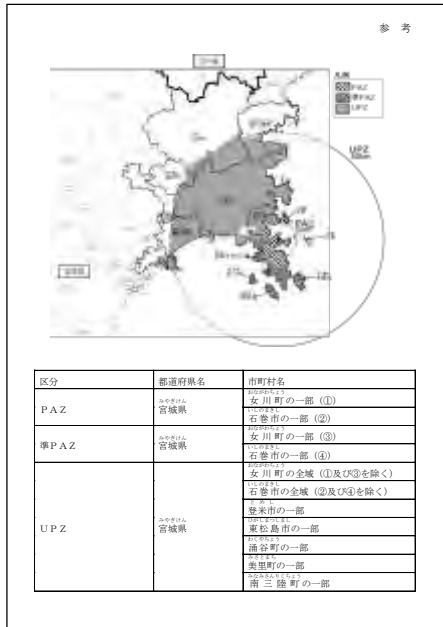 参 考
凡例
PAZ
準PAZ
UPZ
UPZ
30km
PAZ
区分
都道府県名
市町村名
PAZ
みやぎけん
宮城県
おながわちょう
女川町の一部（①）
いしのまきし
石巻市の一部（②）
準PAZ
みやぎけん
宮城県
おながわちょう
女川町の一部（③）
いしのまきし
石巻市の一部（④）
UPZ
みやぎけん
宮城県
おながわちょう
女川町の全域（①及び③を除く）
いしのまきし
石巻市の全域（②及び④を除く）
とめし
登米市の一部
ひがしまつしまし
東松島市の一部
わくやちょう
涌谷町の一部
みさとまち
美里町の一部
みなみさんりくちょう
南三陸町の一部